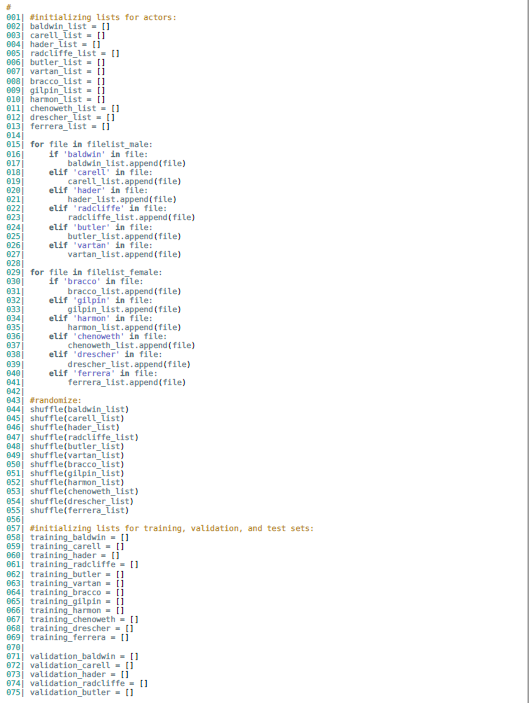 #
001| #initializing lists for actors:
002| baldwin_list = []
003| carell_list = []
004| hader_list = []
005| radcliffe_list = []
006| butler_list = []
007| vartan_list = []
008| bracco_list = []
009| gilpin_list = []
010| harmon_list = []
011| chenoweth_list = []
012| drescher_list = []
013| ferrera_list = []
014|
015| for file in filelist_male:
016|     if 'baldwin' in file:
017|         baldwin_list.append(file)
018|     elif 'carell' in file:
019|         carell_list.append(file)
020|     elif 'hader' in file:
021|         hader_list.append(file)
022|     elif 'radcliffe' in file:
023|         radcliffe_list.append(file)
024|     elif 'butler' in file:
025|         butler_list.append(file)
026|     elif 'vartan' in file:
027|         vartan_list.append(file)
028|
029| for file in filelist_female:
030|     if 'bracco' in file:
031|         bracco_list.append(file)
032|     elif 'gilpin' in file:
033|         gilpin_list.append(file)
034|     elif 'harmon' in file:
035|         harmon_list.append(file)
036|     elif 'chenoweth' in file:
037|         chenoweth_list.append(file)
038|     elif 'drescher' in file:
039|         drescher_list.append(file)
040|     elif 'ferrera' in file:
041|         ferrera_list.append(file)
042|
043| #randomize:
044| shuffle(baldwin_list)
045| shuffle(carell_list)
046| shuffle(hader_list)
047| shuffle(radcliffe_list)
048| shuffle(butler_list)
049| shuffle(vartan_list)
050| shuffle(bracco_list)
051| shuffle(gilpin_list)
052| shuffle(harmon_list)
053| shuffle(chenoweth_list)
054| shuffle(drescher_list)
055| shuffle(ferrera_list)
056|
057| #initializing lists for training, validation, and test sets:
058| training_baldwin = []
059| training_carell = []
060| training_hader = []
061| training_radcliffe = []
062| training_butler = []
063| training_vartan = []
064| training_bracco = []
065| training_gilpin = []
066| training_harmon = []
067| training_chenoweth = []
068| training_drescher = []
069| training_ferrera = []
070|
071| validation_baldwin = []
072| validation_carell = []
073| validation_hader = []
074| validation_radcliffe = []
075| validation_butler = []